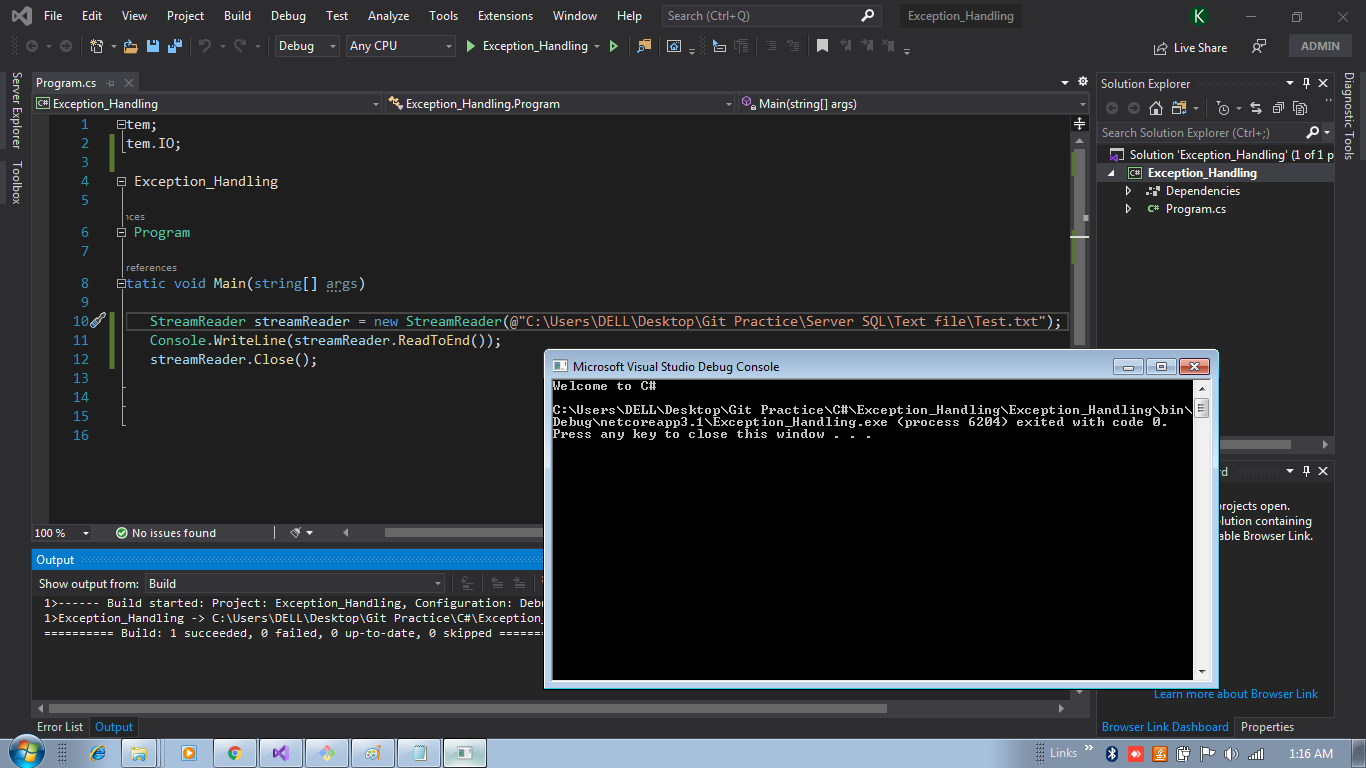 File Edit View Project Build Debug Test Analyze Tools Extensions Window Help Search (Ctrl+Q) Exception_Handling K
Debug Any CPU Exception_Handling Live Share ADMIN
Server Explorer
Toolbox
Program.cs
Exception_Handling Exception_Handling.Program Main(string[] args)
1 tem;
2 tem.IO;
3
4 Exception_Handling
5
nces
6 Program
7
references
8 tatic void Main(string[] args)
9
10 StreamReader streamReader = new StreamReader(@"C:\Users\DELL\Desktop\Git Practice\Server SQL\Text file\Test.txt");
11 Console.WriteLine(streamReader.ReadToEnd());
12 streamReader.Close();
13
14
15
16
100 % No issues found
Output
Show output from: Build
1>------ Build started: Project: Exception_Handling, Configuration: Debu
1>Exception_Handling -> C:\Users\DELL\Desktop\Git Practice\C#\Exception_
========== Build: 1 succeeded, 0 failed, 0 up-to-date, 0 skipped =======
Error List Output
Microsoft Visual Studio Debug Console
Welcome to C#
C:\Users\DELL\Desktop\Git Practice\C#\Exception_Handling\Exception_Handling\bin\
Debug\netcoreapp3.1\Exception_Handling.exe (process 6204) exited with code 0.
Press any key to close this window . . .
Solution Explorer
Search Solution Explorer (Ctrl+;)
Solution 'Exception_Handling' (1 of 1 p
C# Exception_Handling
Dependencies
C# Program.cs
Diagnostic Tools
rd
rojects open.
lution containing
able Browser Link.
Learn more about Browser Link
Browser Link Dashboard Properties
Links 1:16 AM